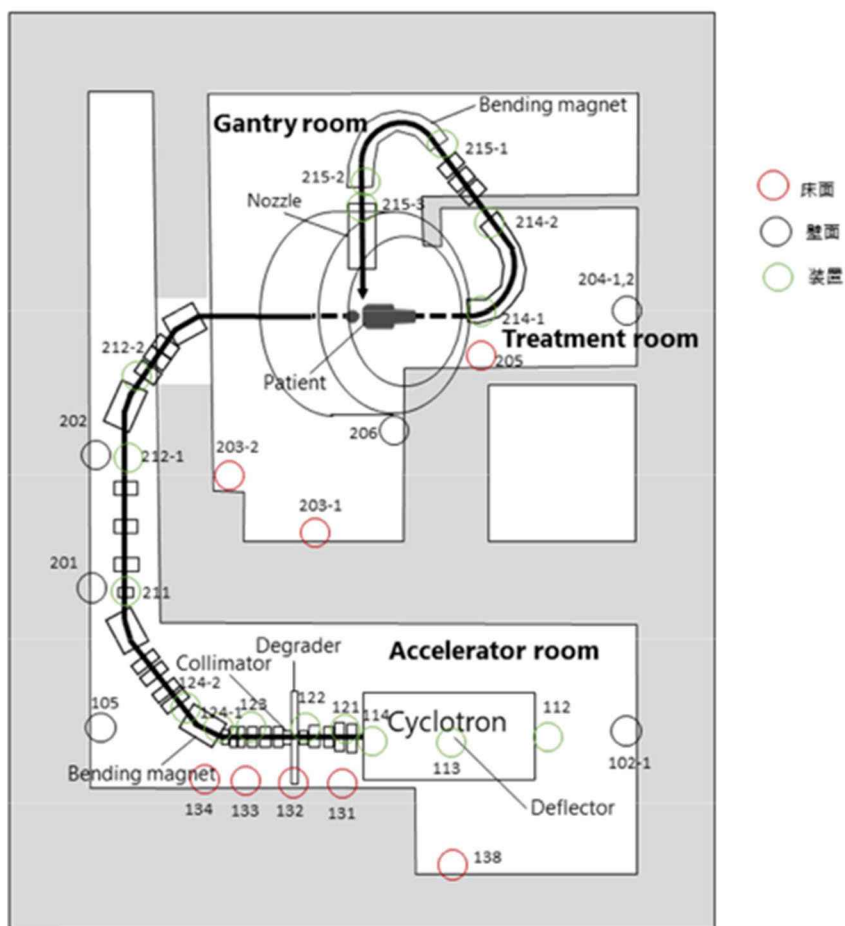 Bending magnet
Gantry room
215-1
215-2
床面
Nozzle
215-3
214-2
壁面
204-1,2
装置
214-1
Treatment room
212-2
205
Patient
202
206
212-1
203-2
203-1
201
211
Degrader
Accelerator room
Collimator
124-2
105
124-1
123
122
121
114
Cyclotron
112
Bending magnet
113
102-1
134
133
132
131
Deflector
138